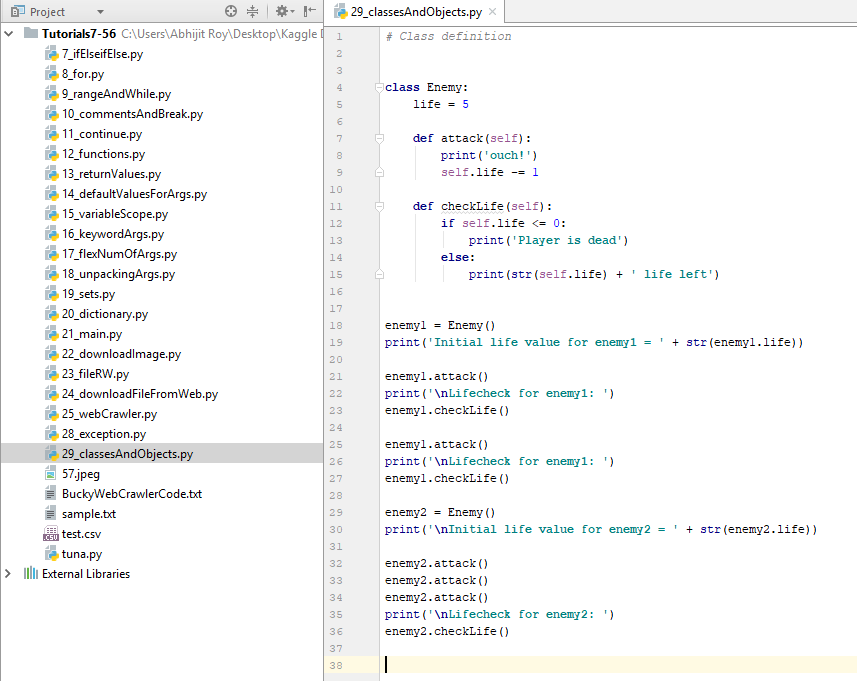 Project
Tutorials7-56 C:\Users\Abhijit Roy\Desktop\Kaggle
7_ifElseifElse.py
8_for.py
9_rangeAndWhile.py
10_commentsAndBreak.py
11_continue.py
12_functions.py
13_returnValues.py
14_defaultValuesForArgs.py
15_variableScope.py
16_keywordArgs.py
17_flexNumOfArgs.py
18_unpackingArgs.py
19_sets.py
20_dictionary.py
21_main.py
22_downloadImage.py
23_fileRW.py
24_downloadFileFromWeb.py
25_webCrawler.py
28_exception.py
29_classesAndObjects.py
57.jpeg
BuckyWebCrawlerCode.txt
sample.txt
test.csv
tuna.py
External Libraries
29_classesAndObjects.py
1 # Class definition
2
3
4 class Enemy:
5     life = 5
6
7     def attack(self):
8         print('ouch!')
9         self.life -= 1
10
11     def checkLife(self):
12         if self.life <= 0:
13             print('Player is dead')
14         else:
15             print(str(self.life) + ' life left')
16
17
18 enemy1 = Enemy()
19 print('Initial life value for enemy1 = ' + str(enemy1.life))
20
21 enemy1.attack()
22 print('\nLifecheck for enemy1: ')
23 enemy1.checkLife()
24
25 enemy1.attack()
26 print('\nLifecheck for enemy1: ')
27 enemy1.checkLife()
28
29 enemy2 = Enemy()
30 print('\nInitial life value for enemy2 = ' + str(enemy2.life))
31
32 enemy2.attack()
33 enemy2.attack()
34 enemy2.attack()
35 print('\nLifecheck for enemy2: ')
36 enemy2.checkLife()
37
38